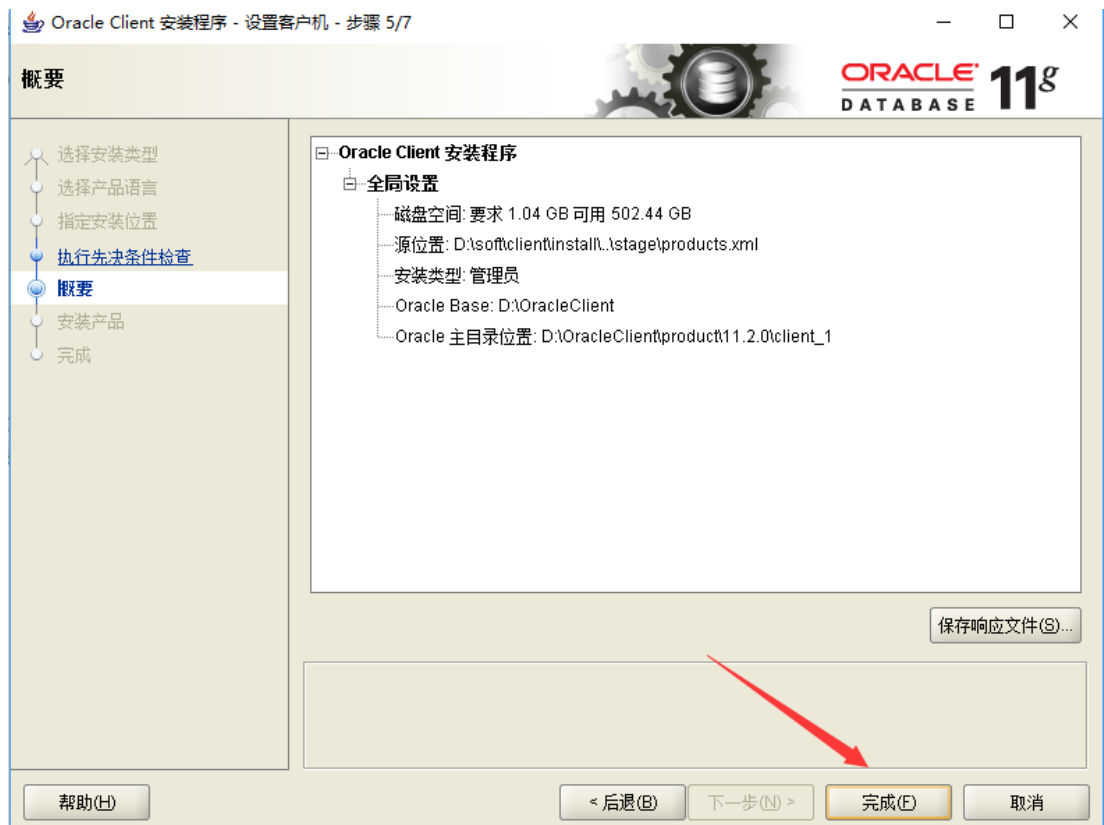 Oracle Client 安装程序 - 设置客户机 - 步骤 5/7
概要
ORACLE
DATABASE
11g
选择安装类型
选择产品语言
指定安装位置
执行先决条件检查
概要
安装产品
完成
Oracle Client 安装程序
全局设置
磁盘空间: 要求 1.04 GB 可用 502.44 GB
源位置: D:\soft\client\install\..\stage\products.xml
安装类型: 管理员
Oracle Base: D:\OracleClient
Oracle 主目录位置: D:\OracleClient\product\11.2.0\client_1
保存响应文件(S)...
帮助(H)
< 后退(B)
下一步(N) >
完成(F)
取消